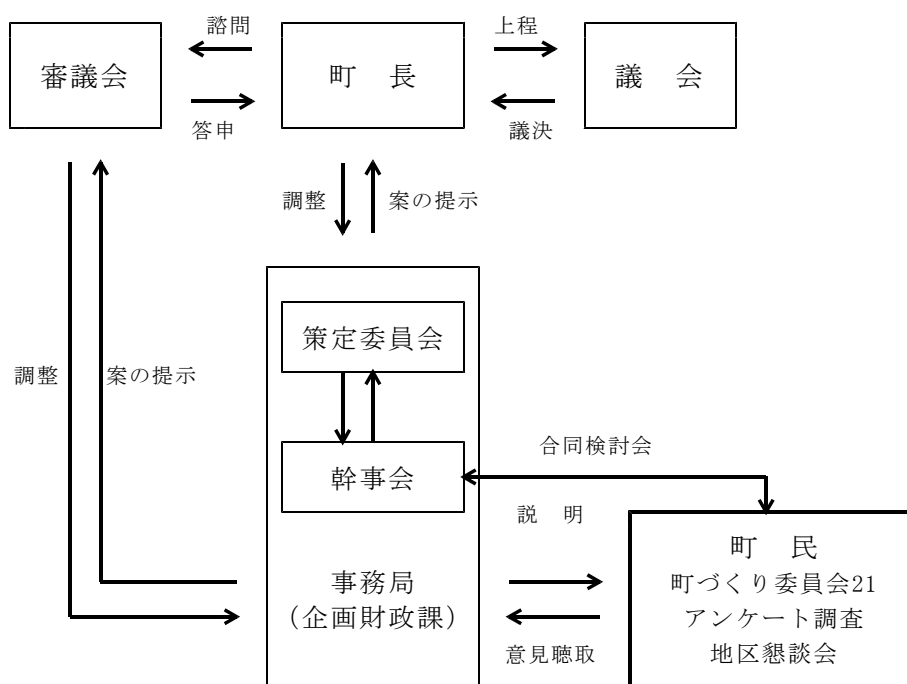 諮問
上程
審議会
町　長
議　会
答申
議決
調整
案の提示
策定委員会
調整
案の提示
幹事会
合同検討会
説　明
町　民
町づくり委員会21
アンケート調査
地区懇談会
事務局
(企画財政課)
意見聴取